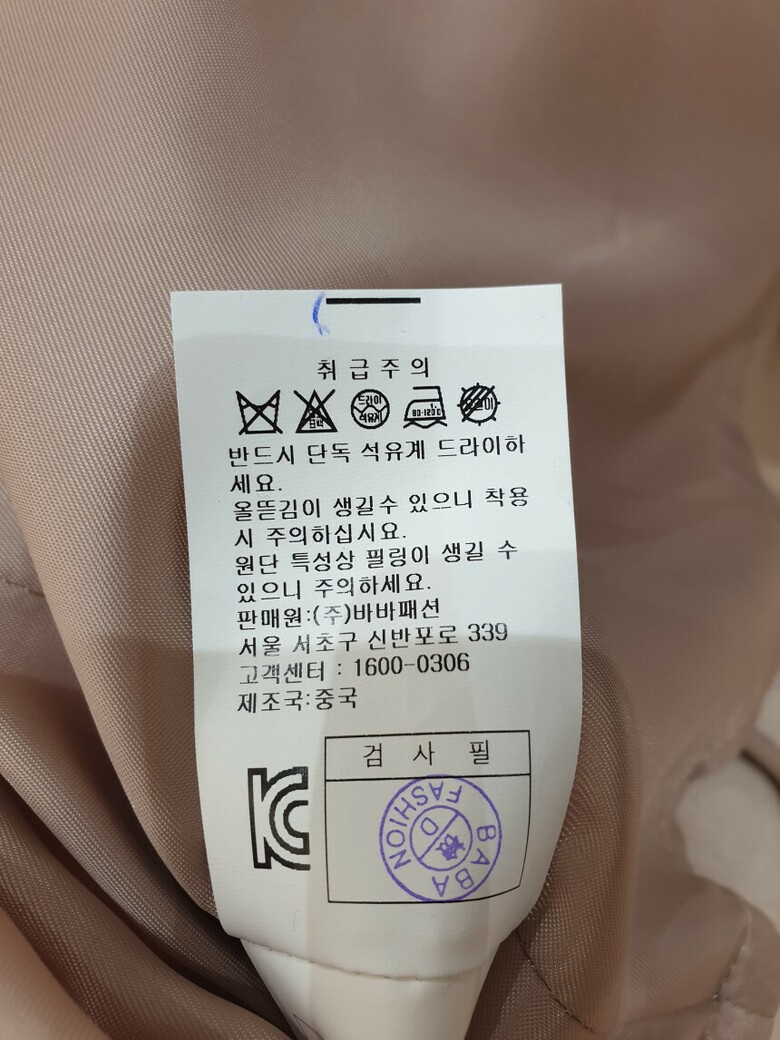 취급주의
표백
드라이
석유계
80-120℃
반드시 단독 석유계 드라이하
세요.
올뜯김이 생길수 있으니 착용
시 주의하십시요.
원단 특성상 필링이 생길 수
있으니 주의하세요.
판매원:(주)바바패션
서울 서초구 신반포로 339
고객센터 : 1600-0306
제조국:중국
검 사 필
BABA FASHION
D